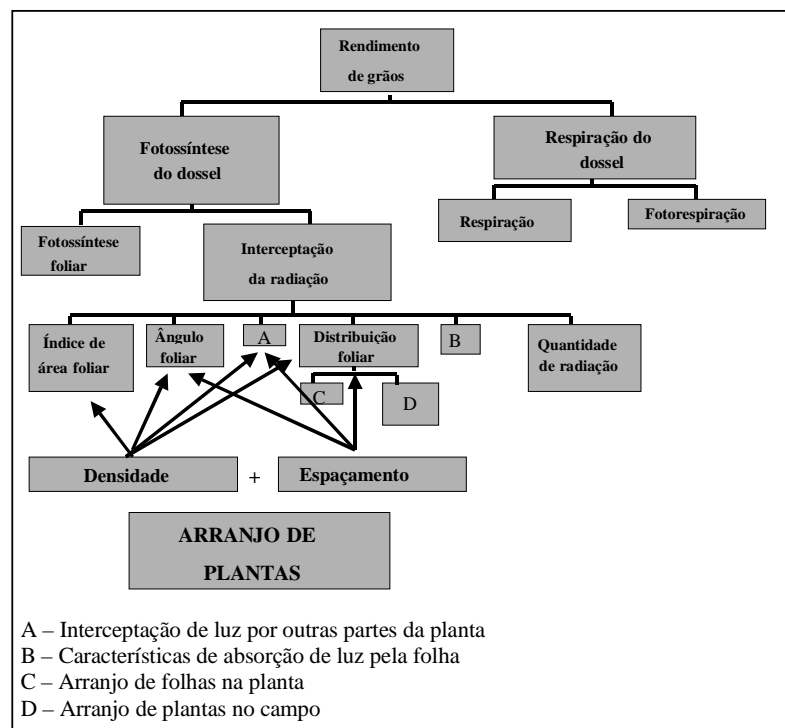 Rendimento
de grãos
Fotossíntese
do dossel
Respiração do
dossel
Respiração
Fotorespiração
Fotossíntese
foliar
Interceptação
da radiação
Índice de
área foliar
Ângulo
foliar
A
Distribuição
foliar
B
Quantidade
de radiação
C
D
Densidade
+
Espaçamento
ARRANJO DE
PLANTAS
A – Interceptação de luz por outras partes da planta
B – Características de absorção de luz pela folha
C – Arranjo de folhas na planta
D – Arranjo de plantas no campo